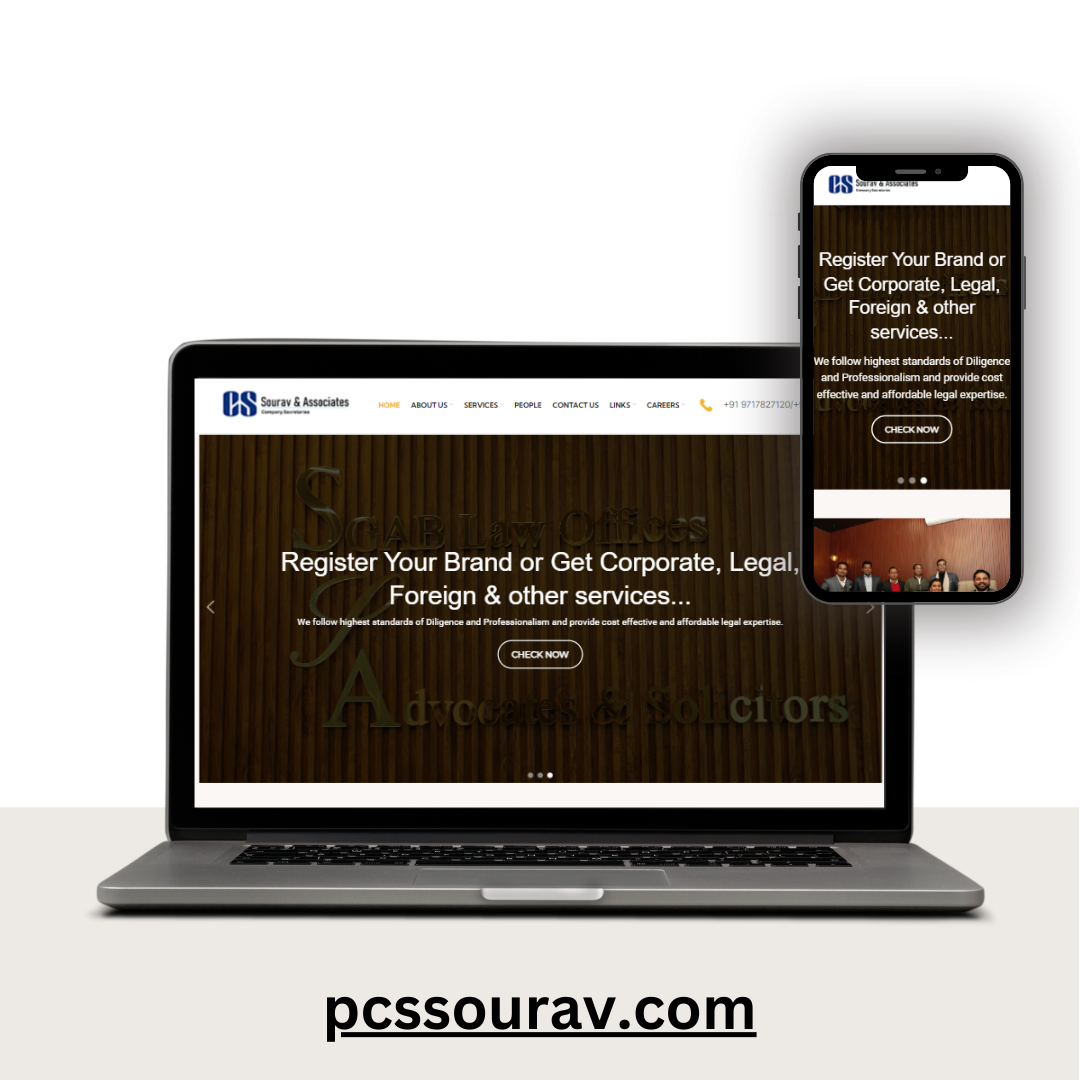 CS Sourav & Associates
Company Secretaries
HOME ABOUT US SERVICES PEOPLE CONTACT US LINKS CAREERS +91 9717827120/+
SGAB Law Offices
Register Your Brand or Get Corporate, Legal,
Foreign & other services...
We follow highest standards of Diligence and Professionalism and provide cost effective and affordable legal expertise.
CHECK NOW
Advocates & Solicitors
CS Sourav & Associates
Company Secretaries
Register Your Brand or
Get Corporate, Legal,
Foreign & other
services...
We follow highest standards of Diligence
and Professionalism and provide cost
effective and affordable legal expertise.
CHECK NOW
pcssourav.com